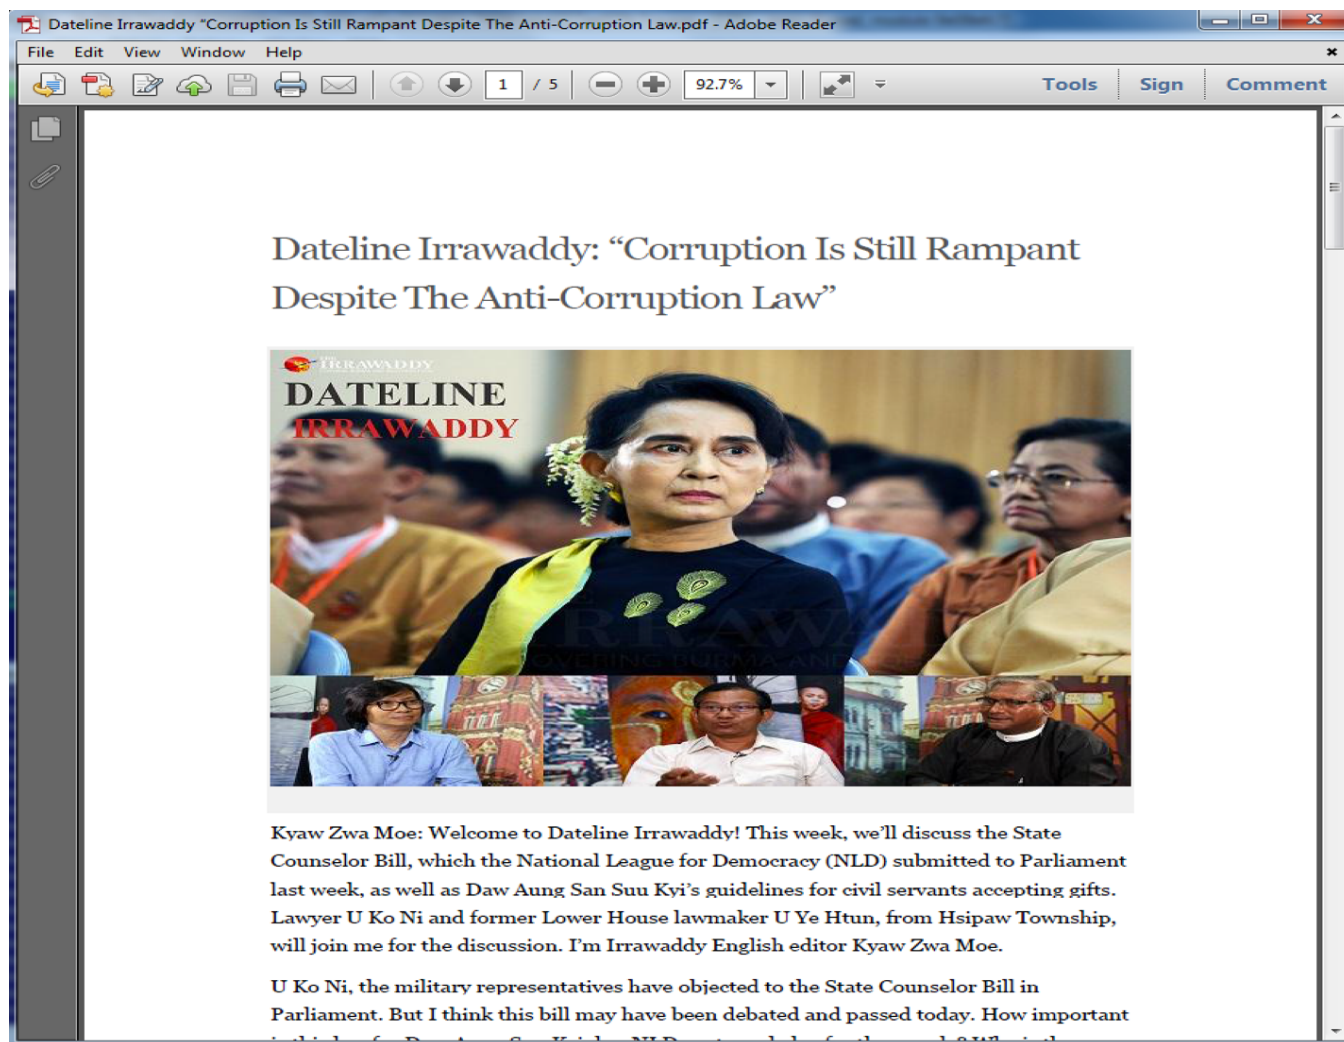 Dateline Irrawaddy “Corruption Is Still Rampant Despite The Anti-Corruption Law.pdf - Adobe Reader
File Edit View Window Help
1 / 5 92.7% Tools Sign Comment
Dateline Irrawaddy: “Corruption Is Still Rampant
Despite The Anti-Corruption Law”
THE
IRRAWADDY
DATELINE
IRRAWADDY
Kyaw Zwa Moe: Welcome to Dateline Irrawaddy! This week, we’ll discuss the State
Counselor Bill, which the National League for Democracy (NLD) submitted to Parliament
last week, as well as Daw Aung San Suu Kyi’s guidelines for civil servants accepting gifts.
Lawyer U Ko Ni and former Lower House lawmaker U Ye Htun, from Hsipaw Township,
will join me for the discussion. I’m Irrawaddy English editor Kyaw Zwa Moe.
U Ko Ni, the military representatives have objected to the State Counselor Bill in
Parliament. But I think this bill may have been debated and passed today. How important